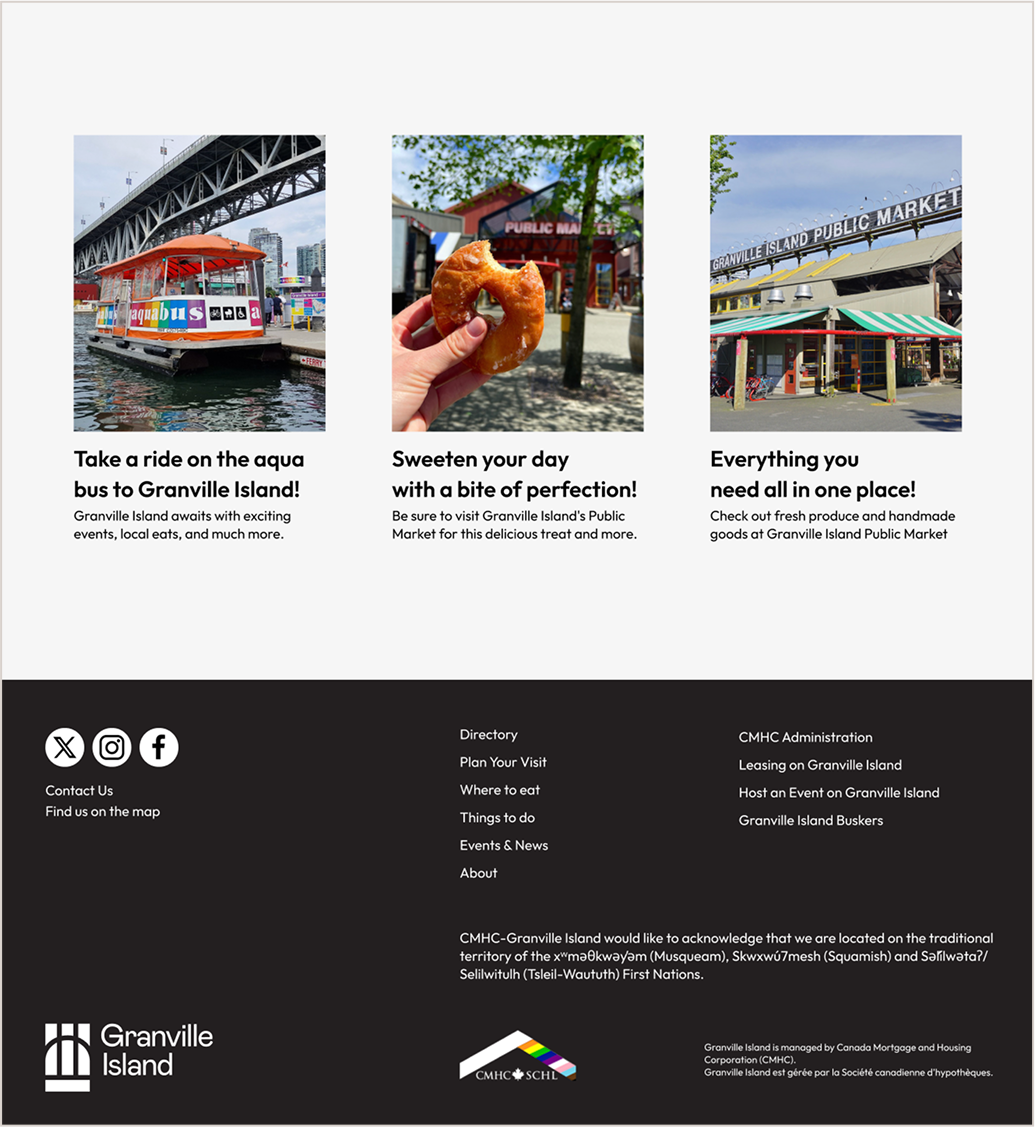 aquabus
a
FERRY
PUBLIC MARKET
GRANVILLE ISLAND PUBLIC MARKET
Take a ride on the aqua
bus to Granville Island!
Granville Island awaits with exciting
events, local eats, and much more.
Sweeten your day
with a bite of perfection!
Be sure to visit Granville Island's Public
Market for this delicious treat and more.
Everything you
need all in one place!
Check out fresh produce and handmade
goods at Granville Island Public Market
Contact Us
Find us on the map
Directory
Plan Your Visit
Where to eat
Things to do
Events & News
About
CMHC Administration
Leasing on Granville Island
Host an Event on Granville Island
Granville Island Buskers
CMHC-Granville Island would like to acknowledge that we are located on the traditional
territory of the xʷməθkwəy̓əm (Musqueam), Skwxwú7mesh (Squamish) and Səl̓ílwətaʔ/
Selilwitulh (Tsleil-Waututh) First Nations.
Granville
Island
CMHC SCHL
Granville Island is managed by Canada Mortgage and Housing
Corporation (CMHC).
Granville Island est gérée par la Société canadienne d'hypothèques.